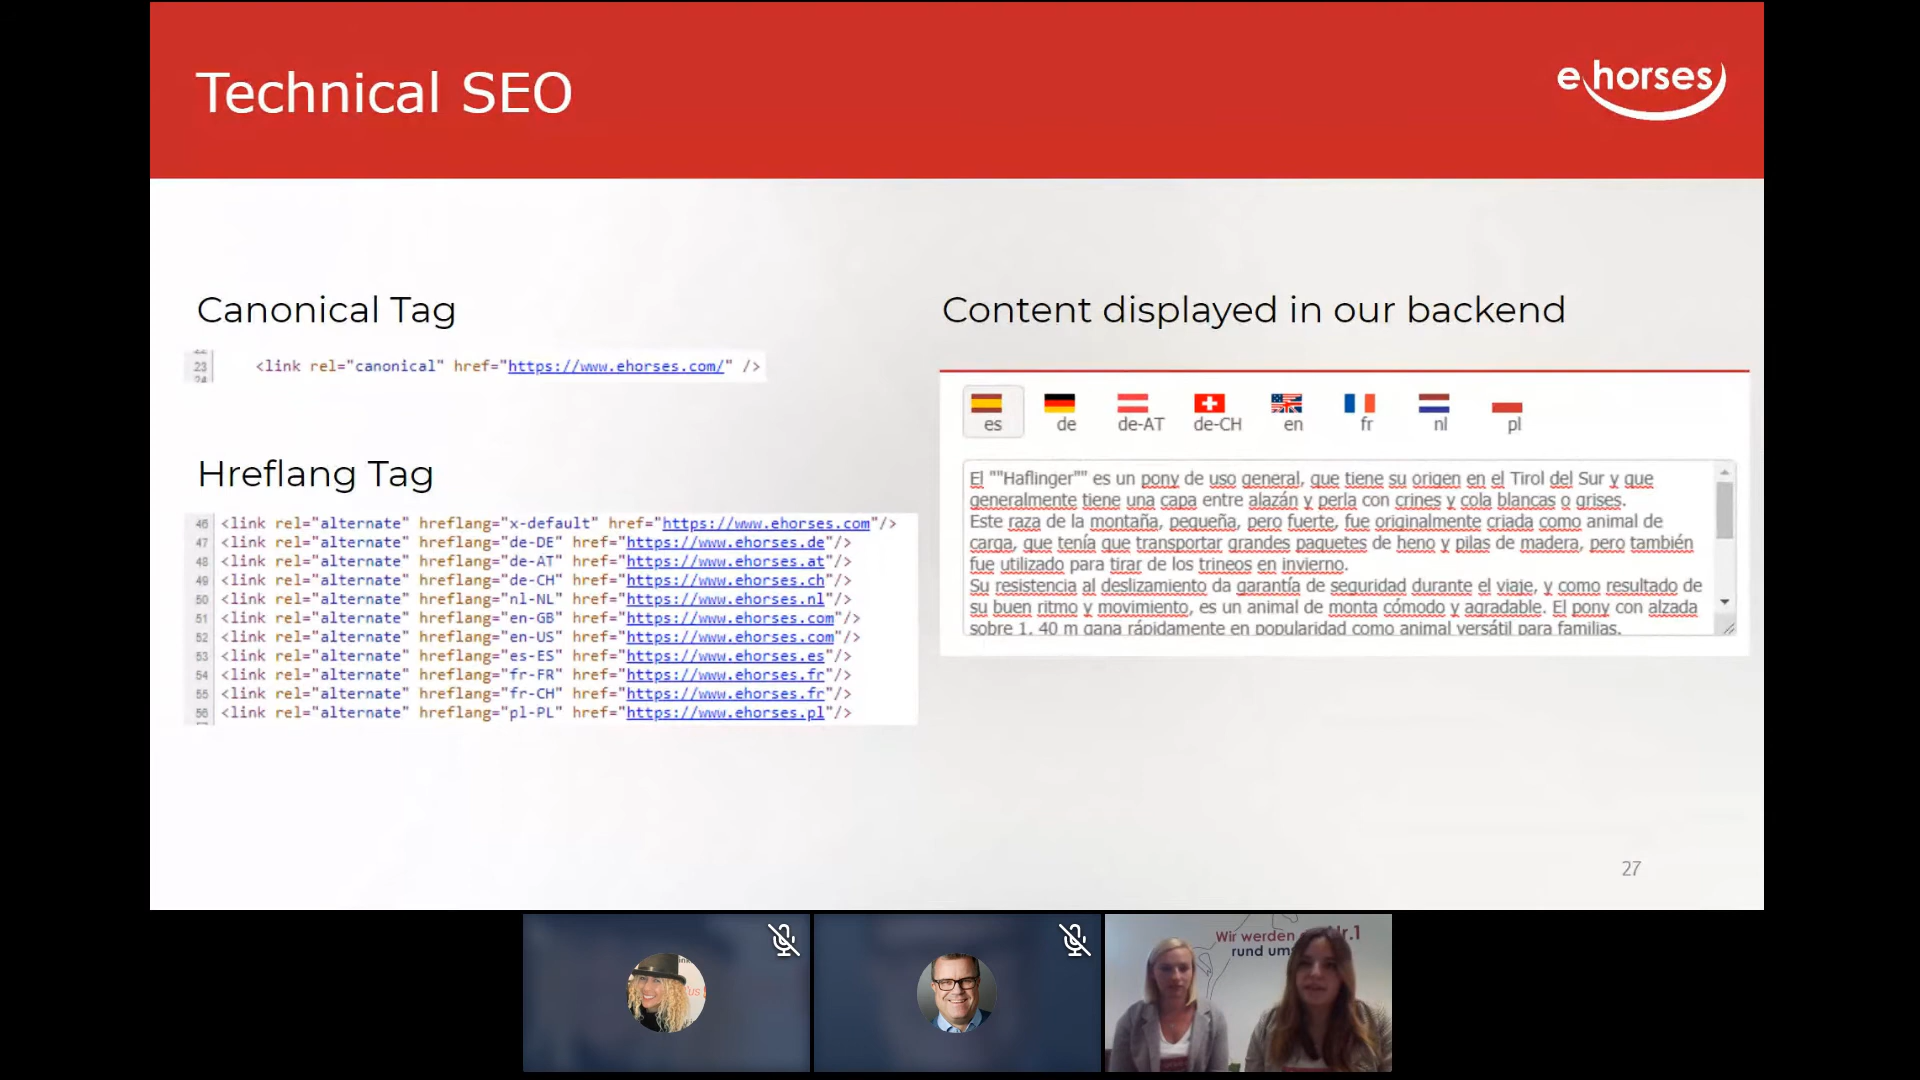 Technical SEO
e horses
Canonical Tag
23 <link rel="canonical" href="https://www.ehorses.com/" />
24
Hreflang Tag
46 <link rel="alternate" hreflang="x-default" href="https://www.ehorses.com"/>
47 <link rel="alternate" hreflang="de-DE" href="https://www.ehorses.de"/>
48 <link rel="alternate" hreflang="de-AT" href="https://www.ehorses.at"/>
49 <link rel="alternate" hreflang="de-CH" href="https://www.ehorses.ch"/>
50 <link rel="alternate" hreflang="nl-NL" href="https://www.ehorses.nl"/>
51 <link rel="alternate" hreflang="en-GB" href="https://www.ehorses.com"/>
52 <link rel="alternate" hreflang="en-US" href="https://www.ehorses.com"/>
53 <link rel="alternate" hreflang="es-ES" href="https://www.ehorses.es"/>
54 <link rel="alternate" hreflang="fr-FR" href="https://www.ehorses.fr"/>
55 <link rel="alternate" hreflang="fr-CH" href="https://www.ehorses.fr"/>
56 <link rel="alternate" hreflang="pl-PL" href="https://www.ehorses.pl"/>
Content displayed in our backend
es de de-AT de-CH en fr nl pl
El ""Haflinger"" es un pony de uso general, que tiene su origen en el Tirol del Sur y que
generalmente tiene una capa entre alazán y perla con crines y cola blancas o grises.
Este raza de la montaña, pequeña, pero fuerte, fue originalmente criada como animal de
carga, que tenía que transportar grandes paquetes de heno y pilas de madera, pero también
fue utilizado para tirar de los trineos en invierno.
Su resistencia al deslizamiento da garantía de seguridad durante el viaje, y como resultado de
su buen ritmo y movimiento, es un animal de monta cómodo y agradable. El pony con alzada
sobre 1, 40 m gana rápidamente en popularidad como animal versátil para familias.
27
Wir werden Nr.1
rund um